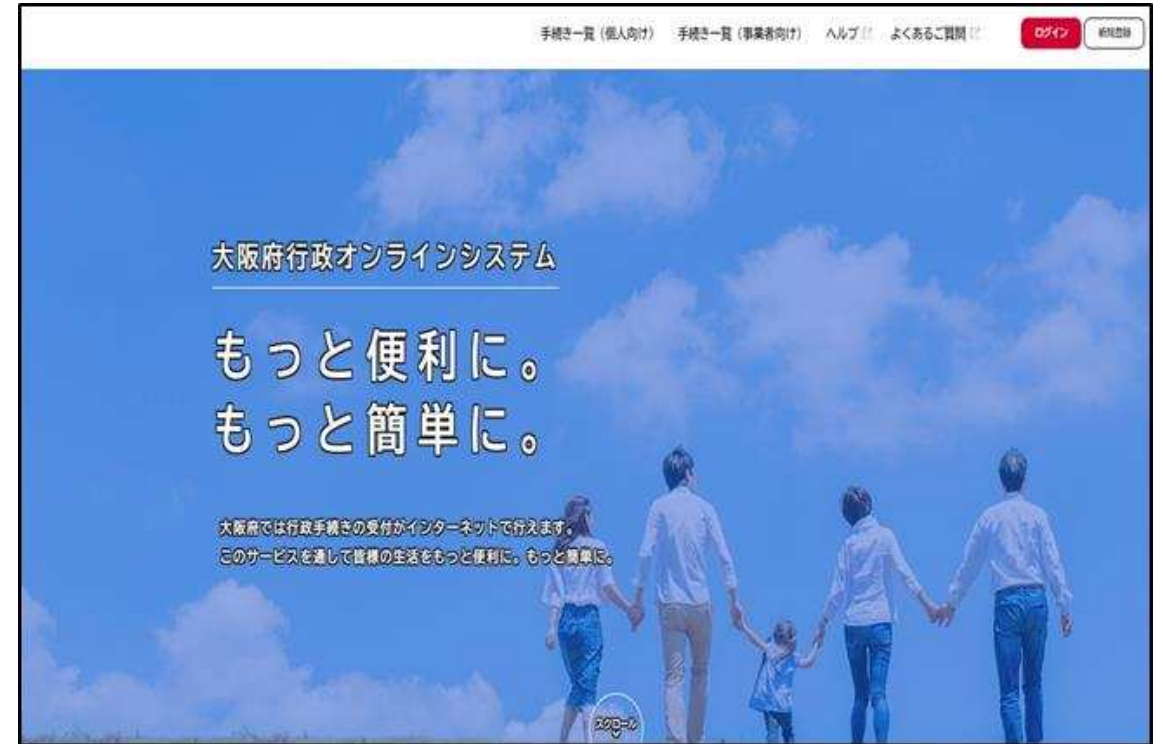 手続き一覧（個人向け） 手続き一覧（事業者向け） ヘルプ よくあるご質問 ログイン 新規登録
大阪府行政オンラインシステム
もっと便利に。
もっと簡単に。
大阪府では行政手続きの受付がインターネットで行えます。
このサービスを通して皆様の生活をもっと便利に。もっと簡単に。
スクロール